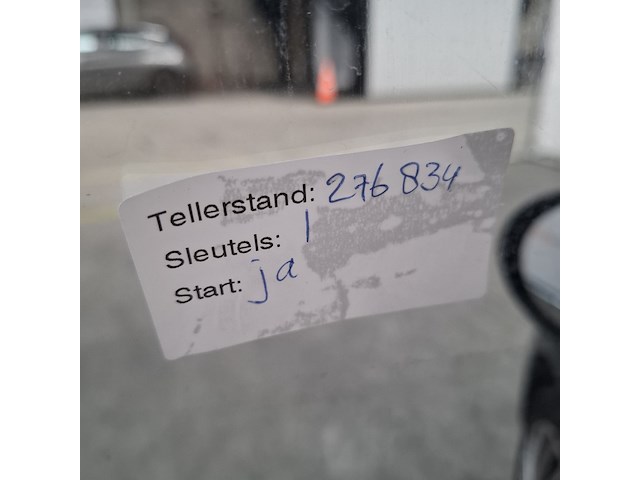 Tellerstand: 276 834
Sleutels: 1
Start: ja